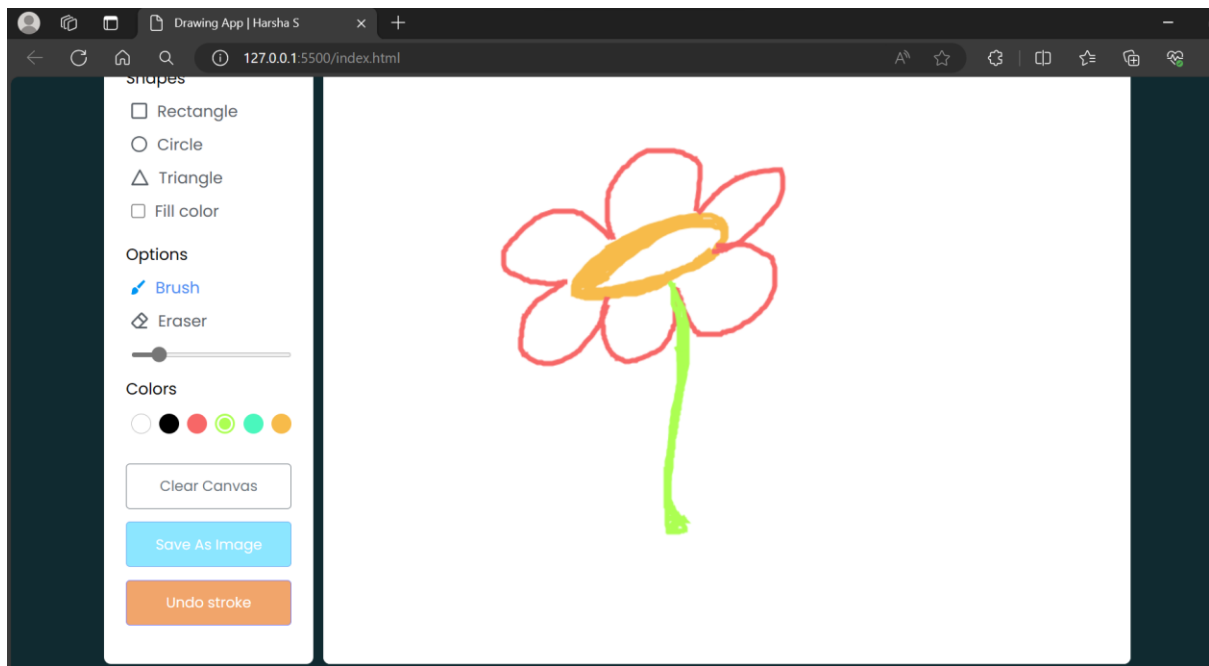 Drawing App | Harsha S
127.0.0.1:5500/index.html
Shapes
Rectangle
Circle
Triangle
Fill color
Options
Brush
Eraser
Colors
Clear Canvas
Save As Image
Undo stroke